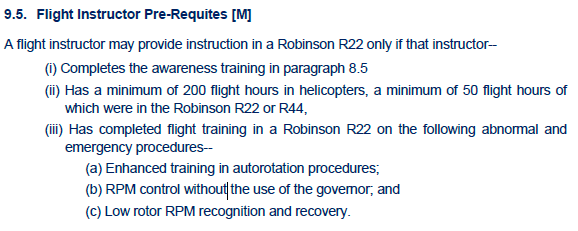 9.5. Flight Instructor Pre-Requites [M]
A flight instructor may provide instruction in a Robinson R22 only if that instructor--
(i) Completes the awareness training in paragraph 8.5
(ii) Has a minimum of 200 flight hours in helicopters, a minimum of 50 flight hours of
which were in the Robinson R22 or R44,
(iii) Has completed flight training in a Robinson R22 on the following abnormal and
emergency procedures--
(a) Enhanced training in autorotation procedures;
(b) RPM control without the use of the governor; and
(c) Low rotor RPM recognition and recovery.